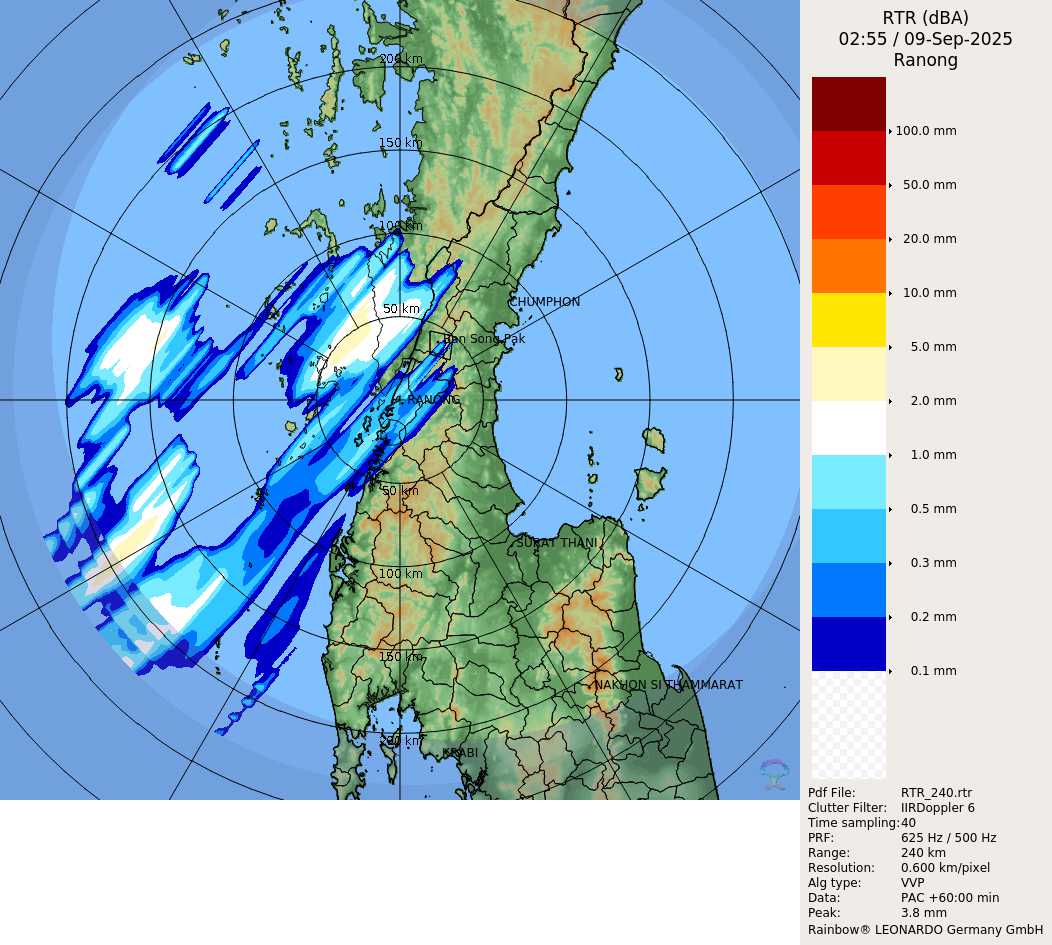 RTR (dBA)
02:55 / 09-Sep-2025
Ranong
200 km
150 km
100 km
50 km
CHUMPHON
Ban Song Pak
RANONG
50 km
SURAT THANI
100 km
150 km
NAKHON SI THAMMARAT
200 km
KRABI
100.0 mm
50.0 mm
20.0 mm
10.0 mm
5.0 mm
2.0 mm
1.0 mm
0.5 mm
0.3 mm
0.2 mm
0.1 mm
Pdf File: RTR_240.rtr
Clutter Filter: IIRDoppler 6
Time sampling:40
PRF: 625 Hz / 500 Hz
Range: 240 km
Resolution: 0.600 km/pixel
Alg type: VVP
Data: PAC +60:00 min
Peak: 3.8 mm
Rainbow® LEONARDO Germany GmbH